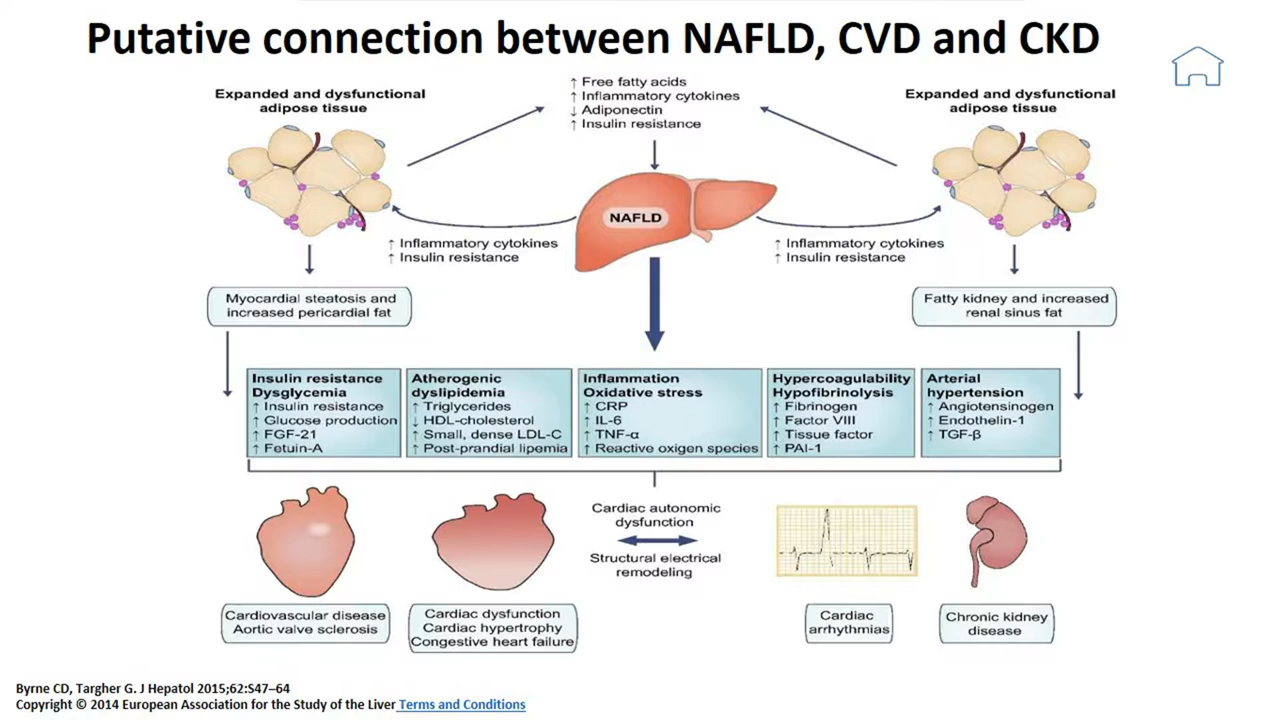 Putative connection between NAFLD, CVD and CKD
Expanded and dysfunctional
adipose tissue
↑ Free fatty acids
↑ Inflammatory cytokines
↓ Adiponectin
↑ Insulin resistance
Expanded and dysfunctional
adipose tissue
NAFLD
↑ Inflammatory cytokines
↑ Insulin resistance
↑ Inflammatory cytokines
↑ Insulin resistance
Myocardial steatosis and
increased pericardial fat
Fatty kidney and increased
renal sinus fat
Insulin resistance
Dysglycemia
↑ Insulin resistance
↑ Glucose production
↑ FGF-21
↑ Fetuin-A
Atherogenic
dyslipidemia
↑ Triglycerides
↓ HDL-cholesterol
↑ Small, dense LDL-C
↑ Post-prandial lipemia
Inflammation
Oxidative stress
↑ CRP
↑ IL-6
↑ TNF-α
↑ Reactive oxigen species
Hypercoagulability
Hypofibrinolysis
↑ Fibrinogen
↑ Factor VIII
↑ Tissue factor
↑ PAI-1
Arterial
hypertension
↑ Angiotensinogen
↑ Endothelin-1
↑ TGF-β
Cardiac autonomic
dysfunction
Structural electrical
remodeling
Cardiovascular disease
Aortic valve sclerosis
Cardiac dysfunction
Cardiac hypertrophy
Congestive heart failure
Cardiac
arrhythmias
Chronic kidney
disease
Byrne CD, Targher G. J Hepatol 2015;62:S47–64
Copyright © 2014 European Association for the Study of the Liver Terms and Conditions